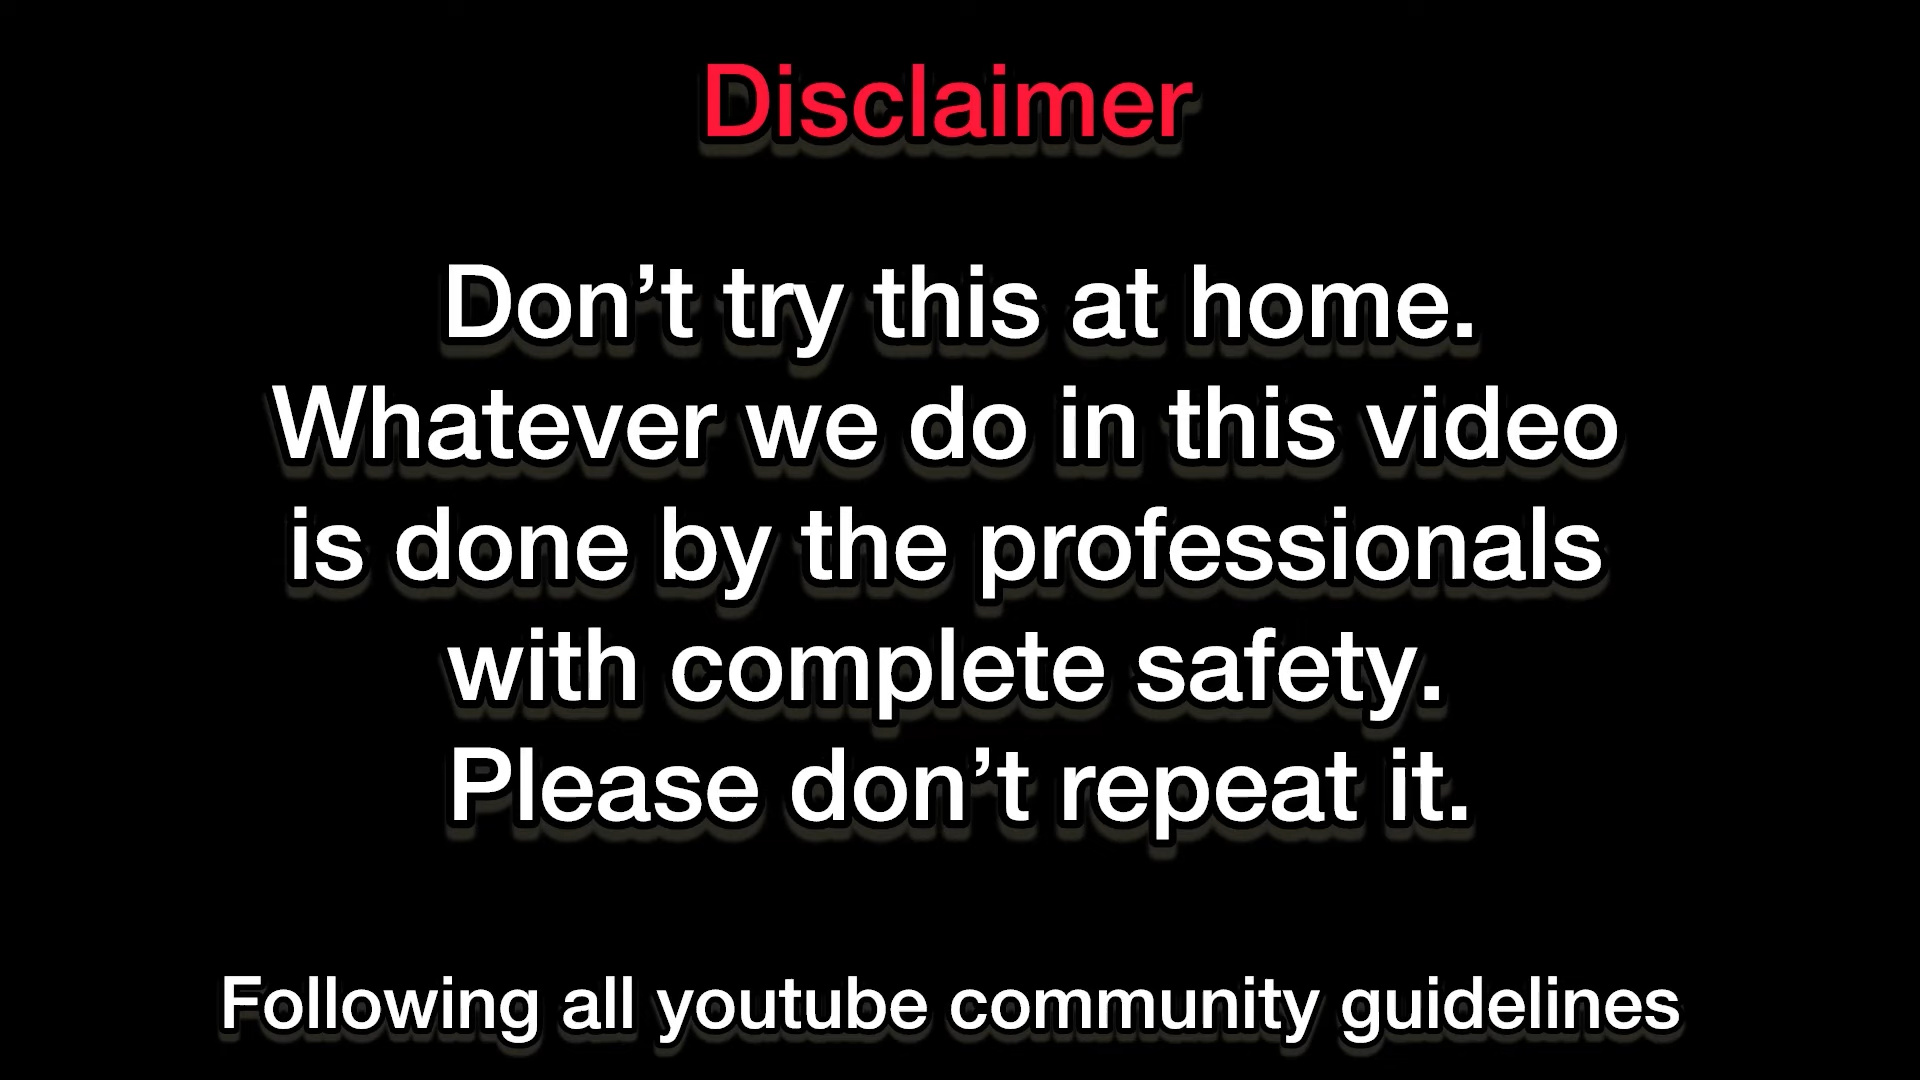 Disclaimer
Don’t try this at home.
Whatever we do in this video
is done by the professionals
with complete safety.
Please don’t repeat it.
Following all youtube community guidelines